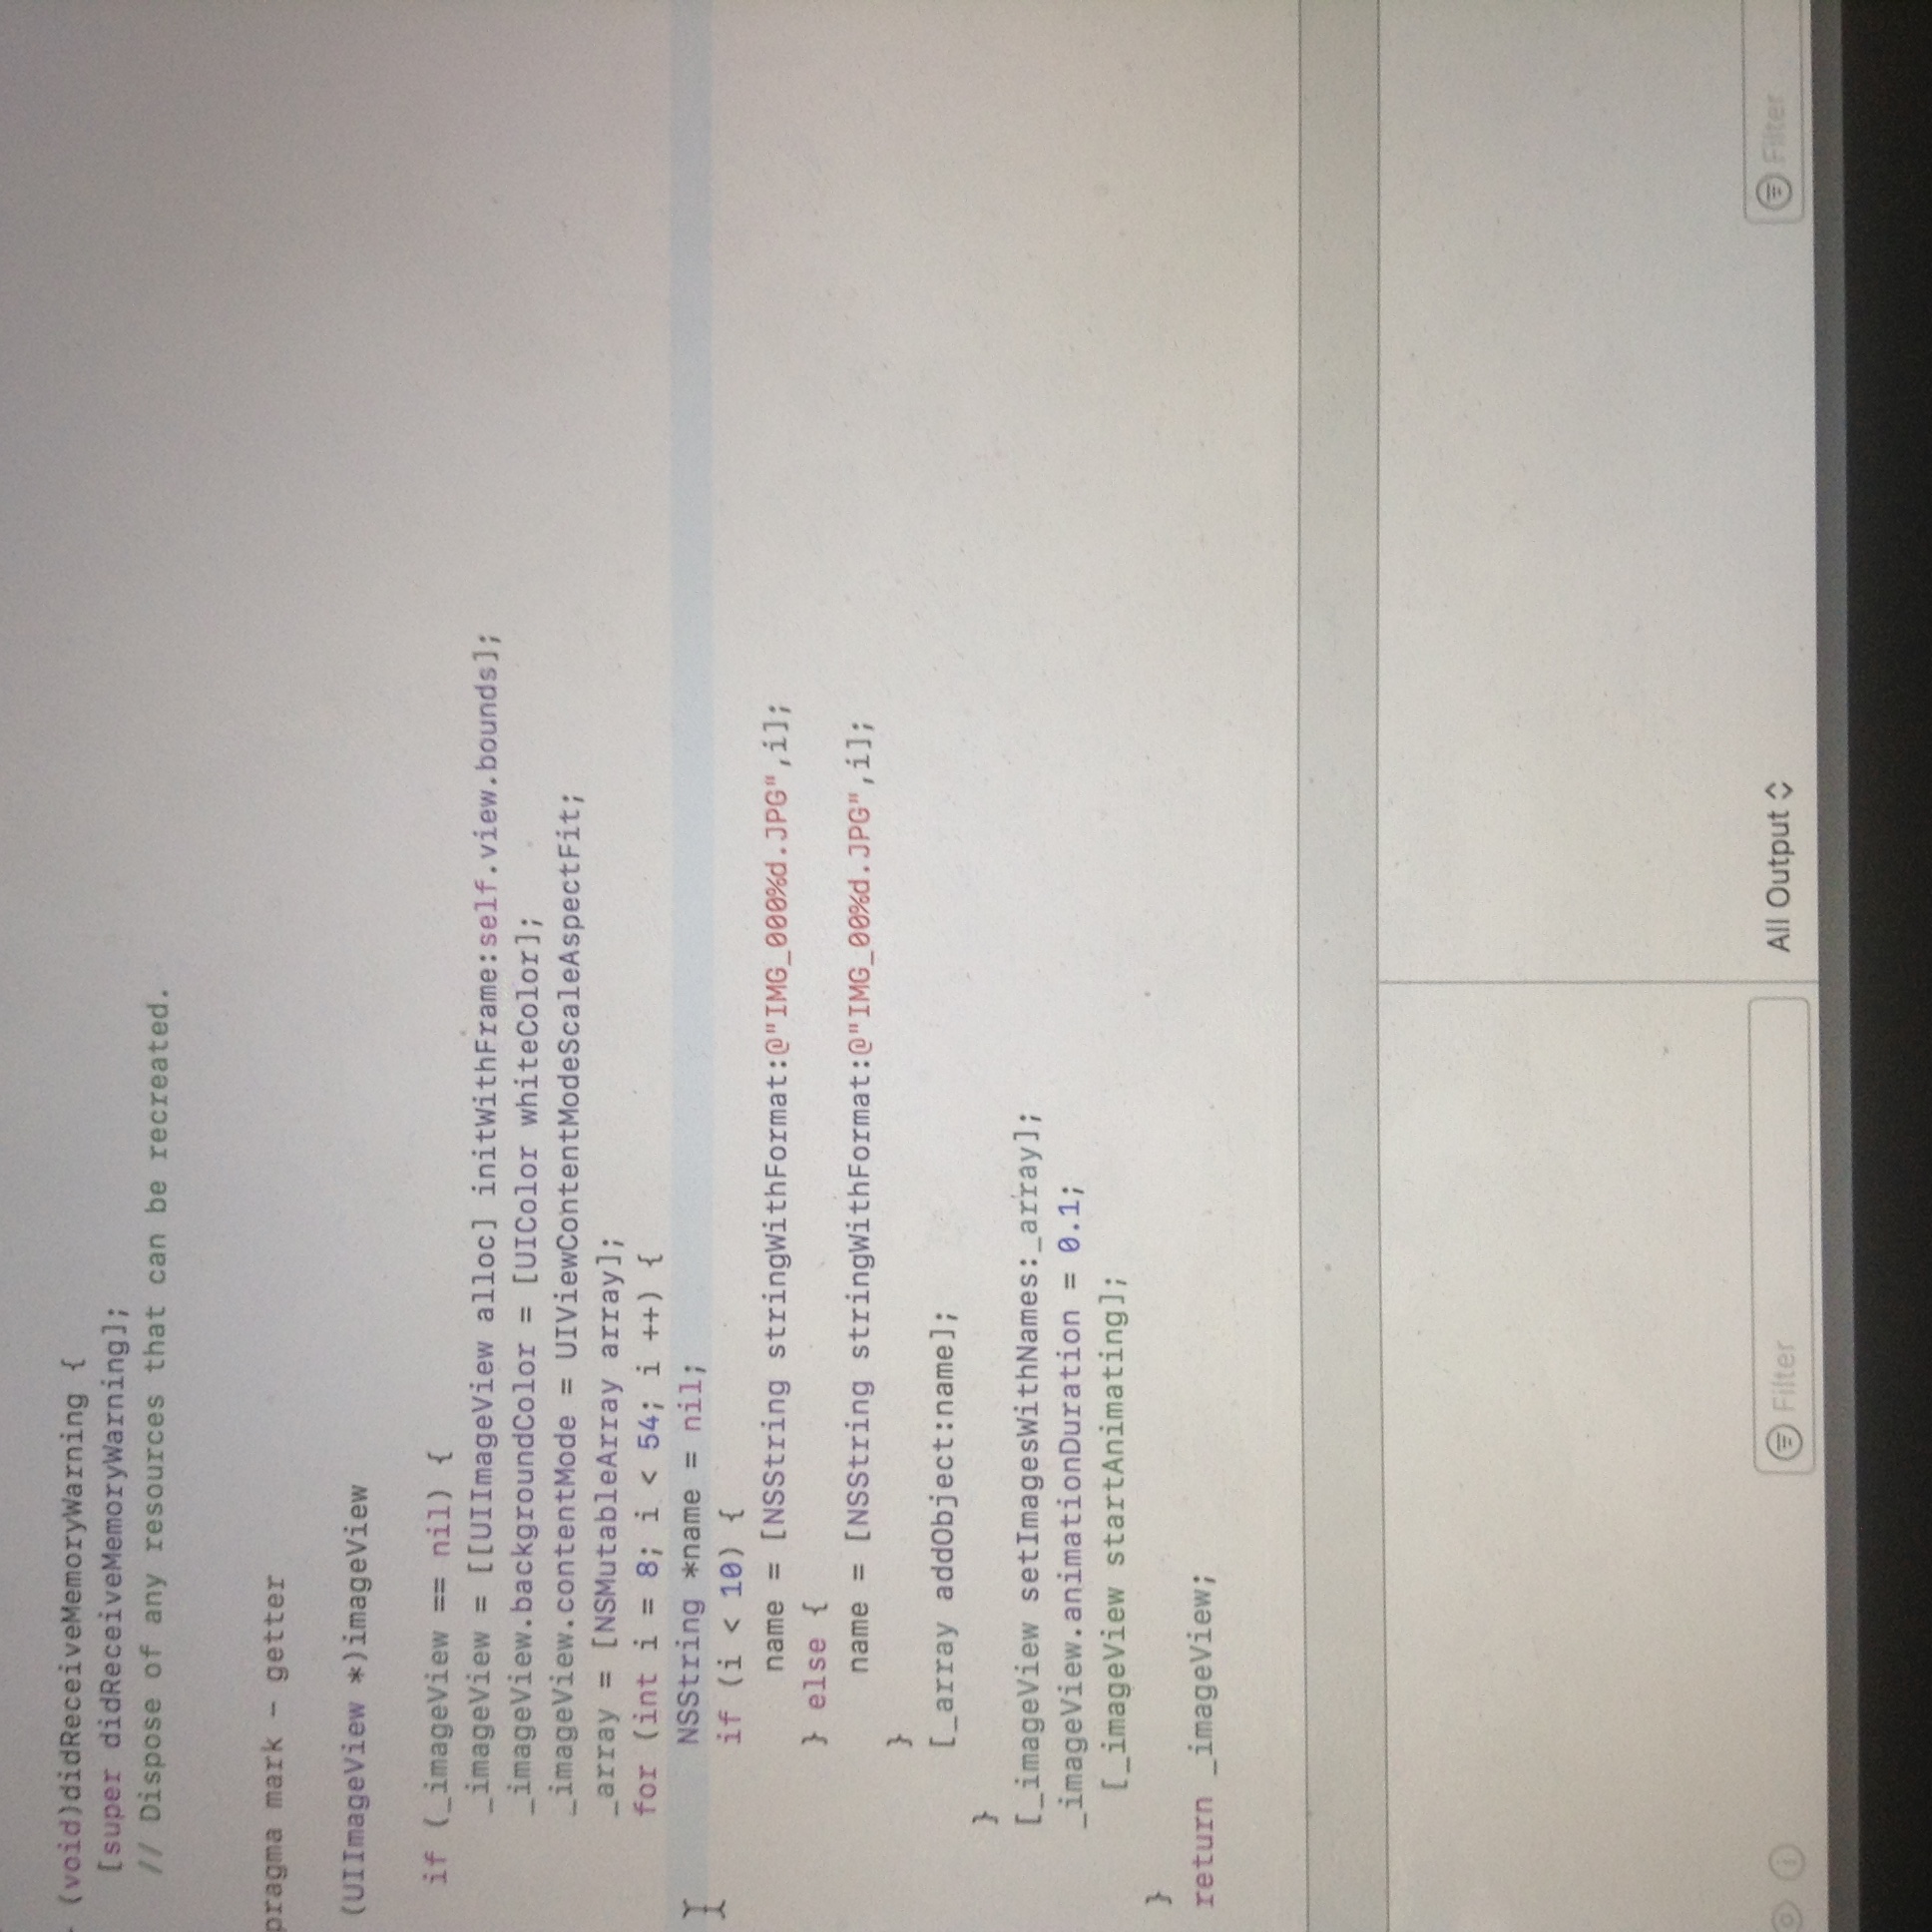 - (void)didReceiveMemoryWarning {
[super didReceiveMemoryWarning];
// Dispose of any resources that can be recreated.
pragma mark - getter
(UIImageView *)imageView
if (_imageView == nil) {
_imageView = [[UIImageView alloc] initWithFrame:self.view.bounds];
_imageView.backgroundColor = [UIColor whiteColor];
_imageView.contentMode = UIViewContentModeScaleAspectFit;
_array = [NSMutableArray array];
for (int i = 8; i < 54; i ++) {
NSString *name = nil;
if (i < 10) {
name = [NSString stringWithFormat:@"IMG_000%d.JPG",i];
} else {
name = [NSString stringWithFormat:@"IMG_00%d.JPG",i];
}
[_array addObject:name];
}
[_imageView setImagesWithNames:_array];
_imageView.animationDuration = 0.1;
[_imageView startAnimating];
}
return _imageView;
Filter
All Output
Filter